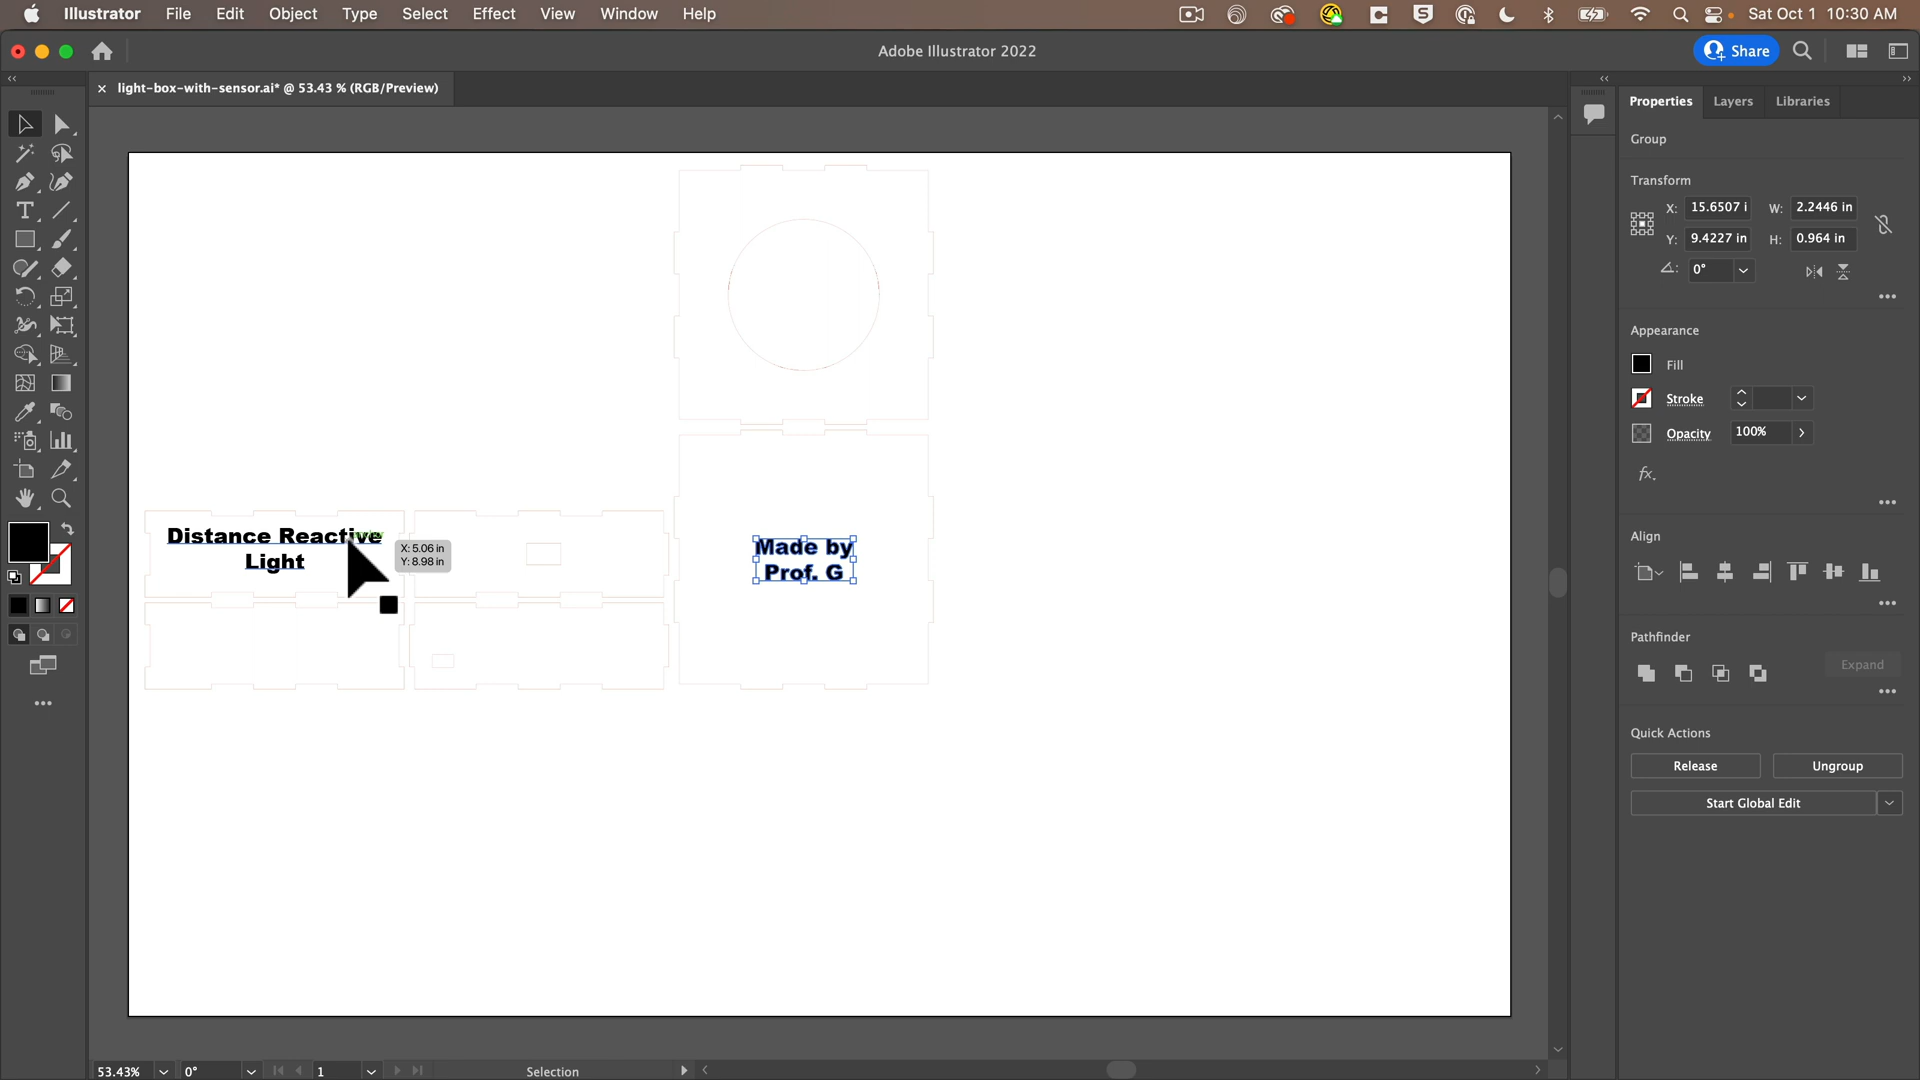 Illustrator File Edit Object Type Select Effect View Window Help
Sat Oct 1 10:30 AM
Adobe Illustrator 2022
Share
× light-box-with-sensor.ai* @ 53.43 % (RGB/Preview)
Properties Layers Libraries
Group
Transform
X: 15.6507 i W: 2.2446 in
Y: 9.4227 in H: 0.964 in
0°
Appearance
Fill
Stroke
Opacity 100%
fx.
Align
Pathfinder
Expand
Quick Actions
Release Ungroup
Start Global Edit
Distance Reactive
Light
X: 5.06 in
Y: 8.98 in
Made by
Prof. G
53.43% 0° 1 Selection